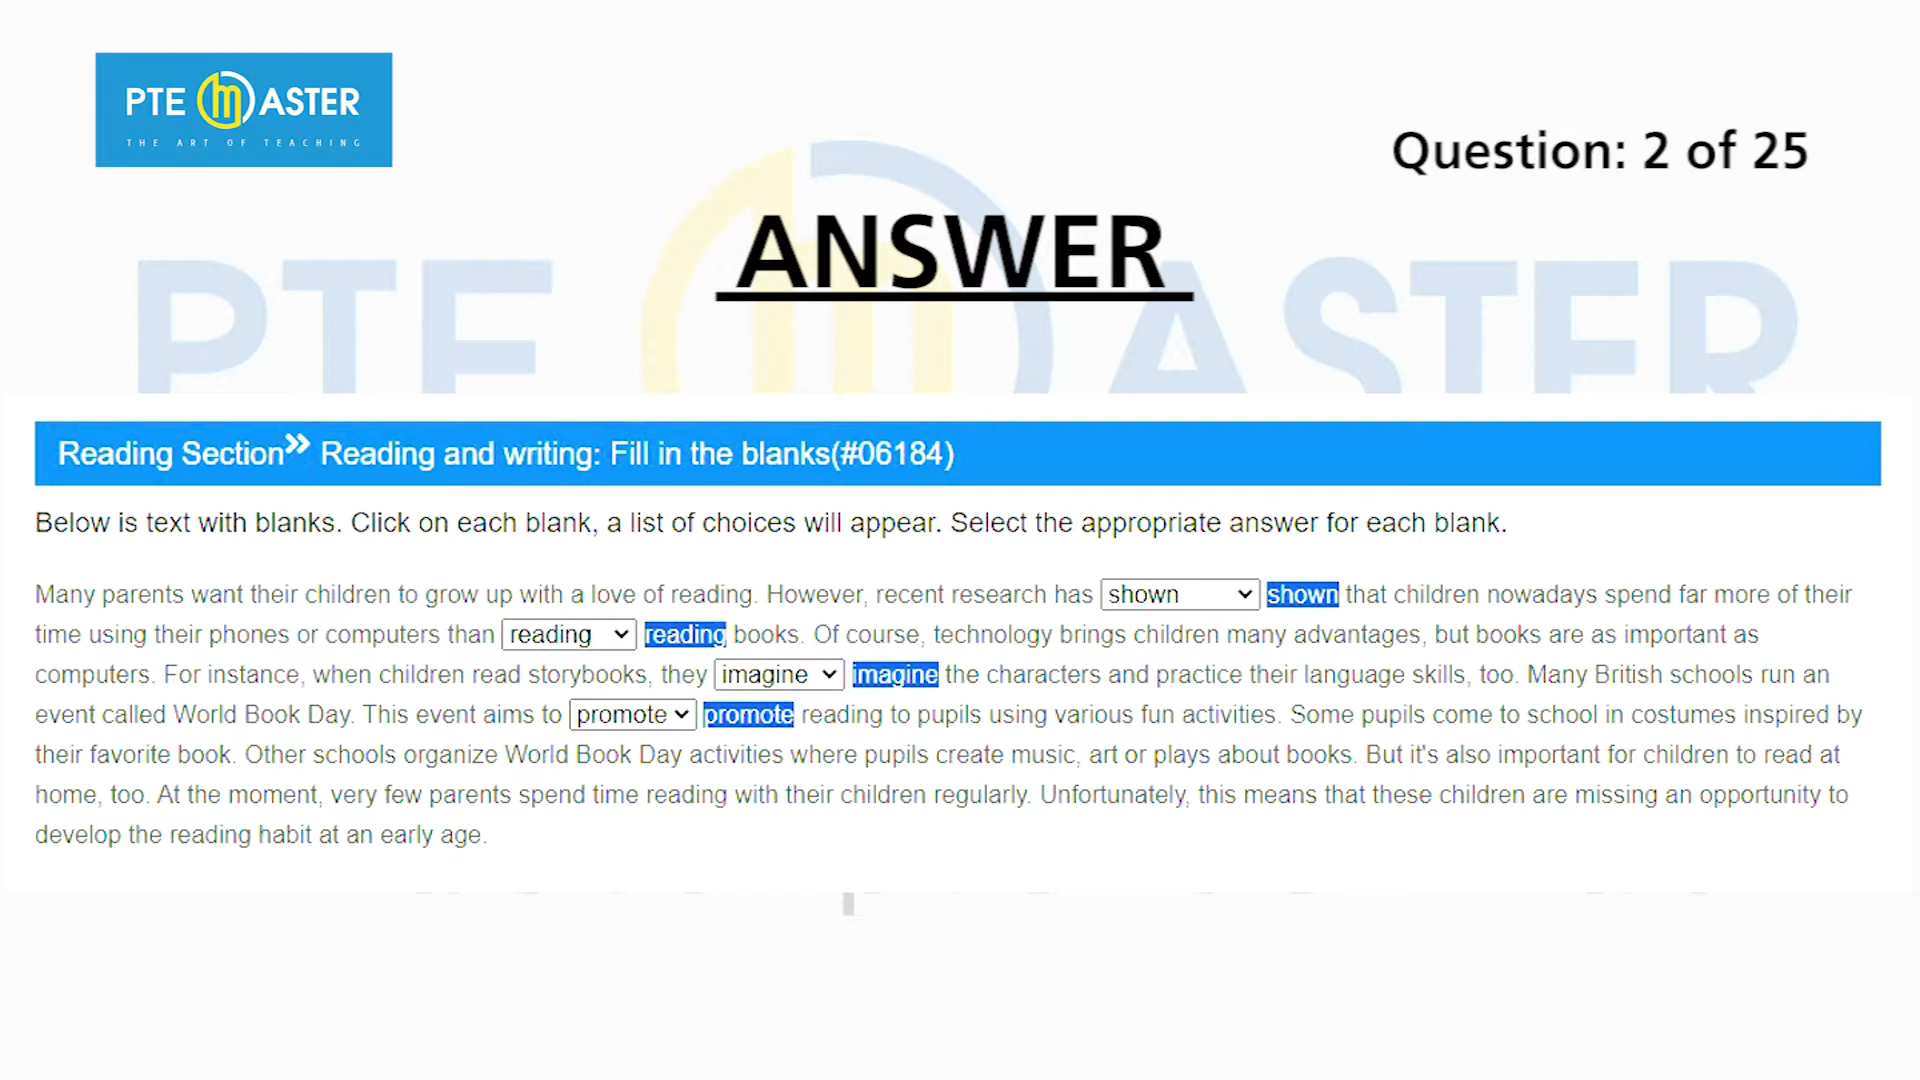 PTE MASTER
THE ART OF TEACHING
Question: 2 of 25
ANSWER
PTE MASTER
Reading Section» Reading and writing: Fill in the blanks(#06184)
Below is text with blanks. Click on each blank, a list of choices will appear. Select the appropriate answer for each blank.
Many parents want their children to grow up with a love of reading. However, recent research has shown shown that children nowadays spend far more of their
time using their phones or computers than reading reading books. Of course, technology brings children many advantages, but books are as important as
computers. For instance, when children read storybooks, they imagine imagine the characters and practice their language skills, too. Many British schools run an
event called World Book Day. This event aims to promote promote reading to pupils using various fun activities. Some pupils come to school in costumes inspired by
their favorite book. Other schools organize World Book Day activities where pupils create music, art or plays about books. But it's also important for children to read at
home, too. At the moment, very few parents spend time reading with their children regularly. Unfortunately, this means that these children are missing an opportunity to
develop the reading habit at an early age.